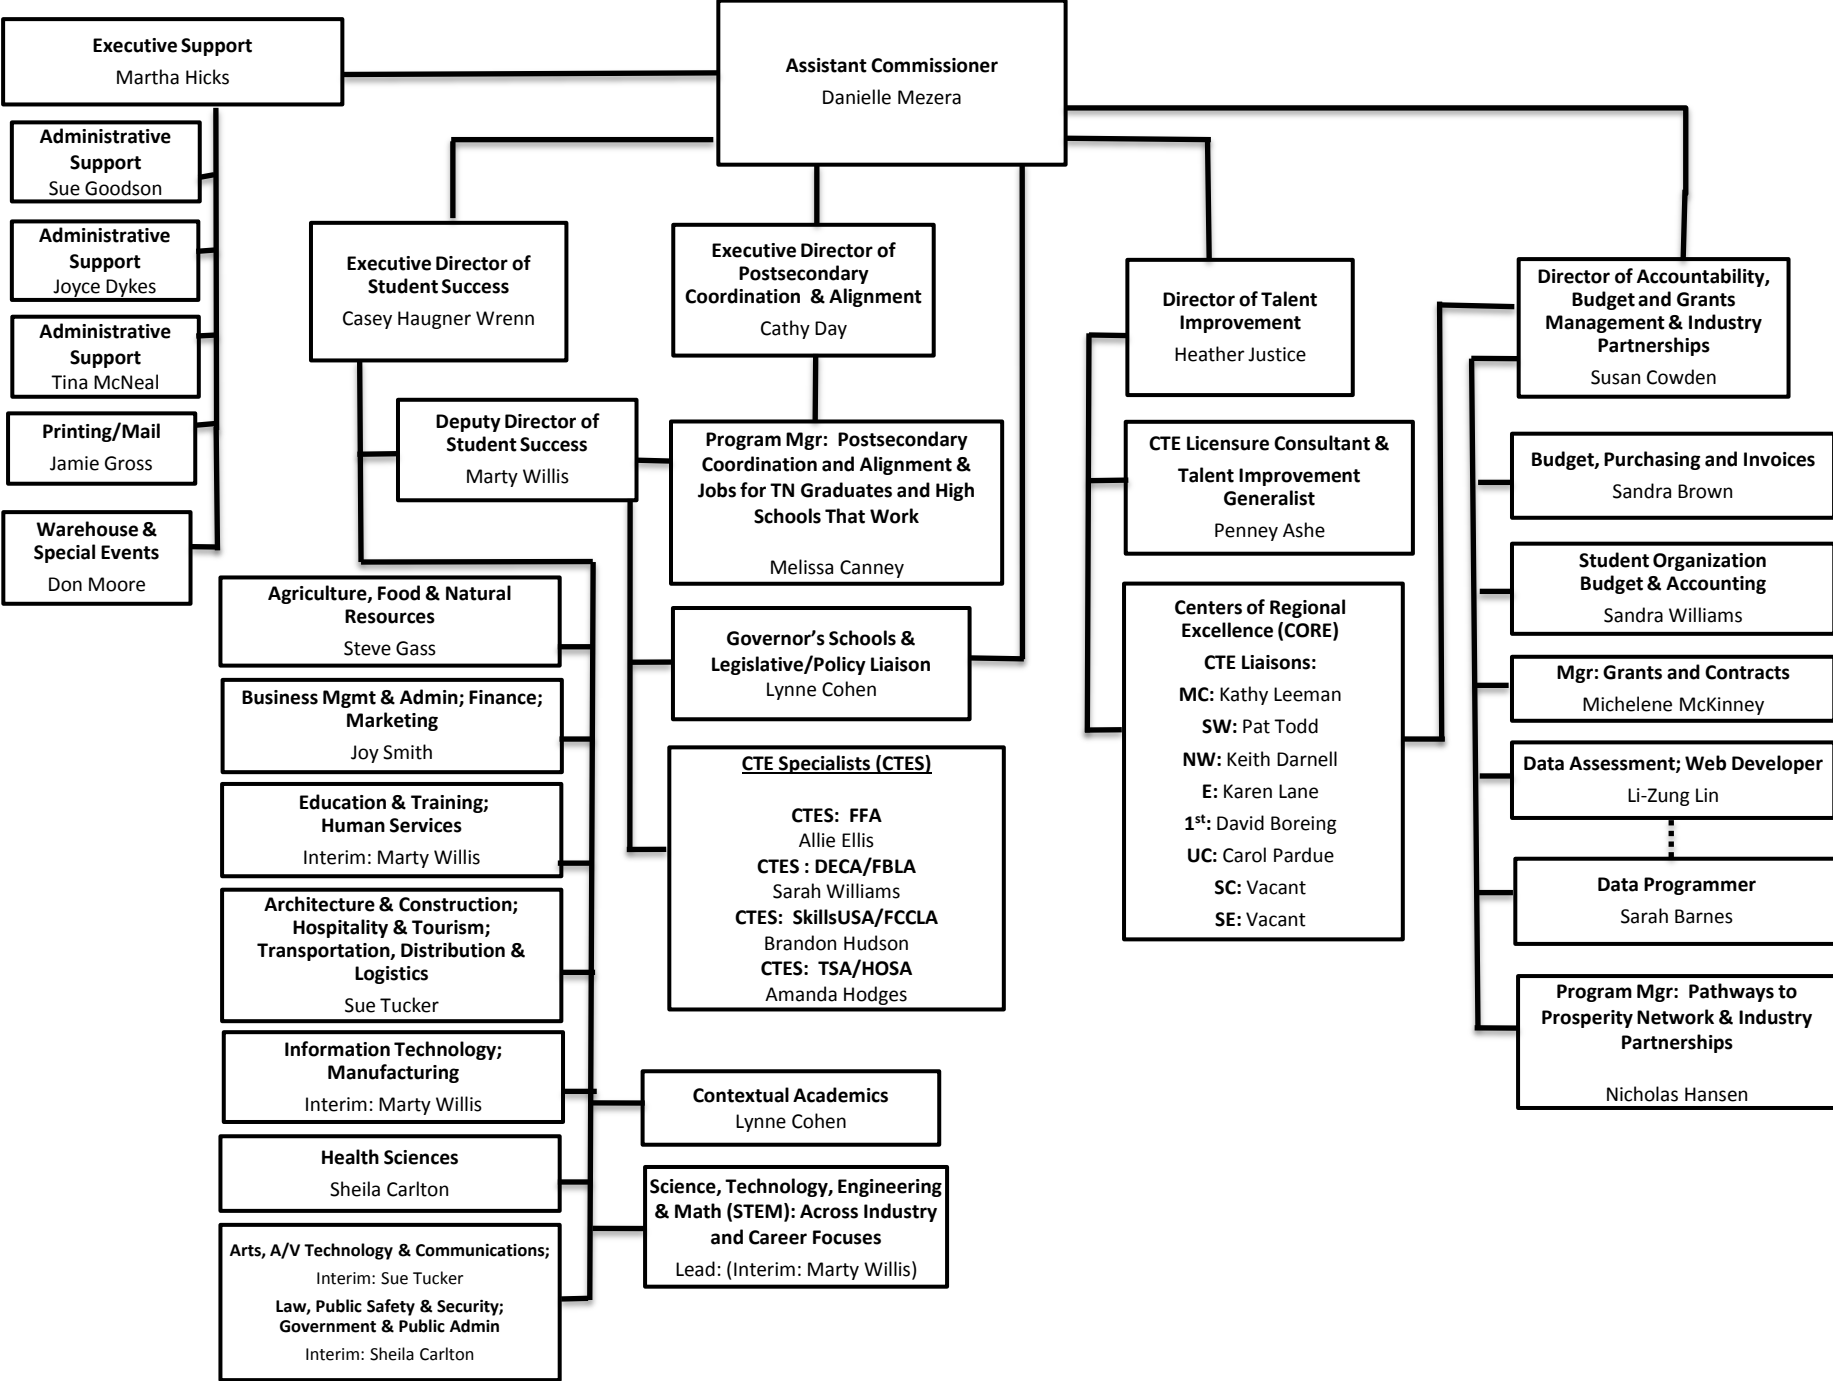 Executive Support
Martha Hicks
Assistant Commissioner
Danielle Mezera
Administrative
Support
Sue Goodson
Administrative
Support
Joyce Dykes
Administrative
Support
Tina McNeal
Printing/Mail
Jamie Gross
Warehouse &
Special Events
Don Moore
Executive Director of
Student Success
Casey Haugner Wrenn
Executive Director of
Postsecondary
Coordination & Alignment
Cathy Day
Director of Talent
Improvement
Heather Justice
Director of Accountability,
Budget and Grants
Management & Industry
Partnerships
Susan Cowden
Deputy Director of
Student Success
Marty Willis
Program Mgr: Postsecondary
Coordination and Alignment &
Jobs for TN Graduates and High
Schools That Work
Melissa Canney
Governor’s Schools &
Legislative/Policy Liaison
Lynne Cohen
CTE Specialists (CTES)
CTES: FFA
Allie Ellis
CTES : DECA/FBLA
Sarah Williams
CTES: SkillsUSA/FCCLA
Brandon Hudson
CTES: TSA/HOSA
Amanda Hodges
Agriculture, Food & Natural
Resources
Steve Gass
Business Mgmt & Admin; Finance;
Marketing
Joy Smith
Education & Training;
Human Services
Interim: Marty Willis
Architecture & Construction;
Hospitality & Tourism;
Transportation, Distribution &
Logistics
Sue Tucker
Information Technology;
Manufacturing
Interim: Marty Willis
Health Sciences
Sheila Carlton
Arts, A/V Technology & Communications;
Interim: Sue Tucker
Law, Public Safety & Security;
Government & Public Admin
Interim: Sheila Carlton
Contextual Academics
Lynne Cohen
Science, Technology, Engineering
& Math (STEM): Across Industry
and Career Focuses
Lead: (Interim: Marty Willis)
CTE Licensure Consultant &
Talent Improvement
Generalist
Penney Ashe
Centers of Regional
Excellence (CORE)
CTE Liaisons:
MC: Kathy Leeman
SW: Pat Todd
NW: Keith Darnell
E: Karen Lane
1st: David Boreing
UC: Carol Pardue
SC: Vacant
SE: Vacant
Budget, Purchasing and Invoices
Sandra Brown
Student Organization
Budget & Accounting
Sandra Williams
Mgr: Grants and Contracts
Michelene McKinney
Data Assessment; Web Developer
Li-Zung Lin
Data Programmer
Sarah Barnes
Program Mgr: Pathways to
Prosperity Network & Industry
Partnerships
Nicholas Hansen